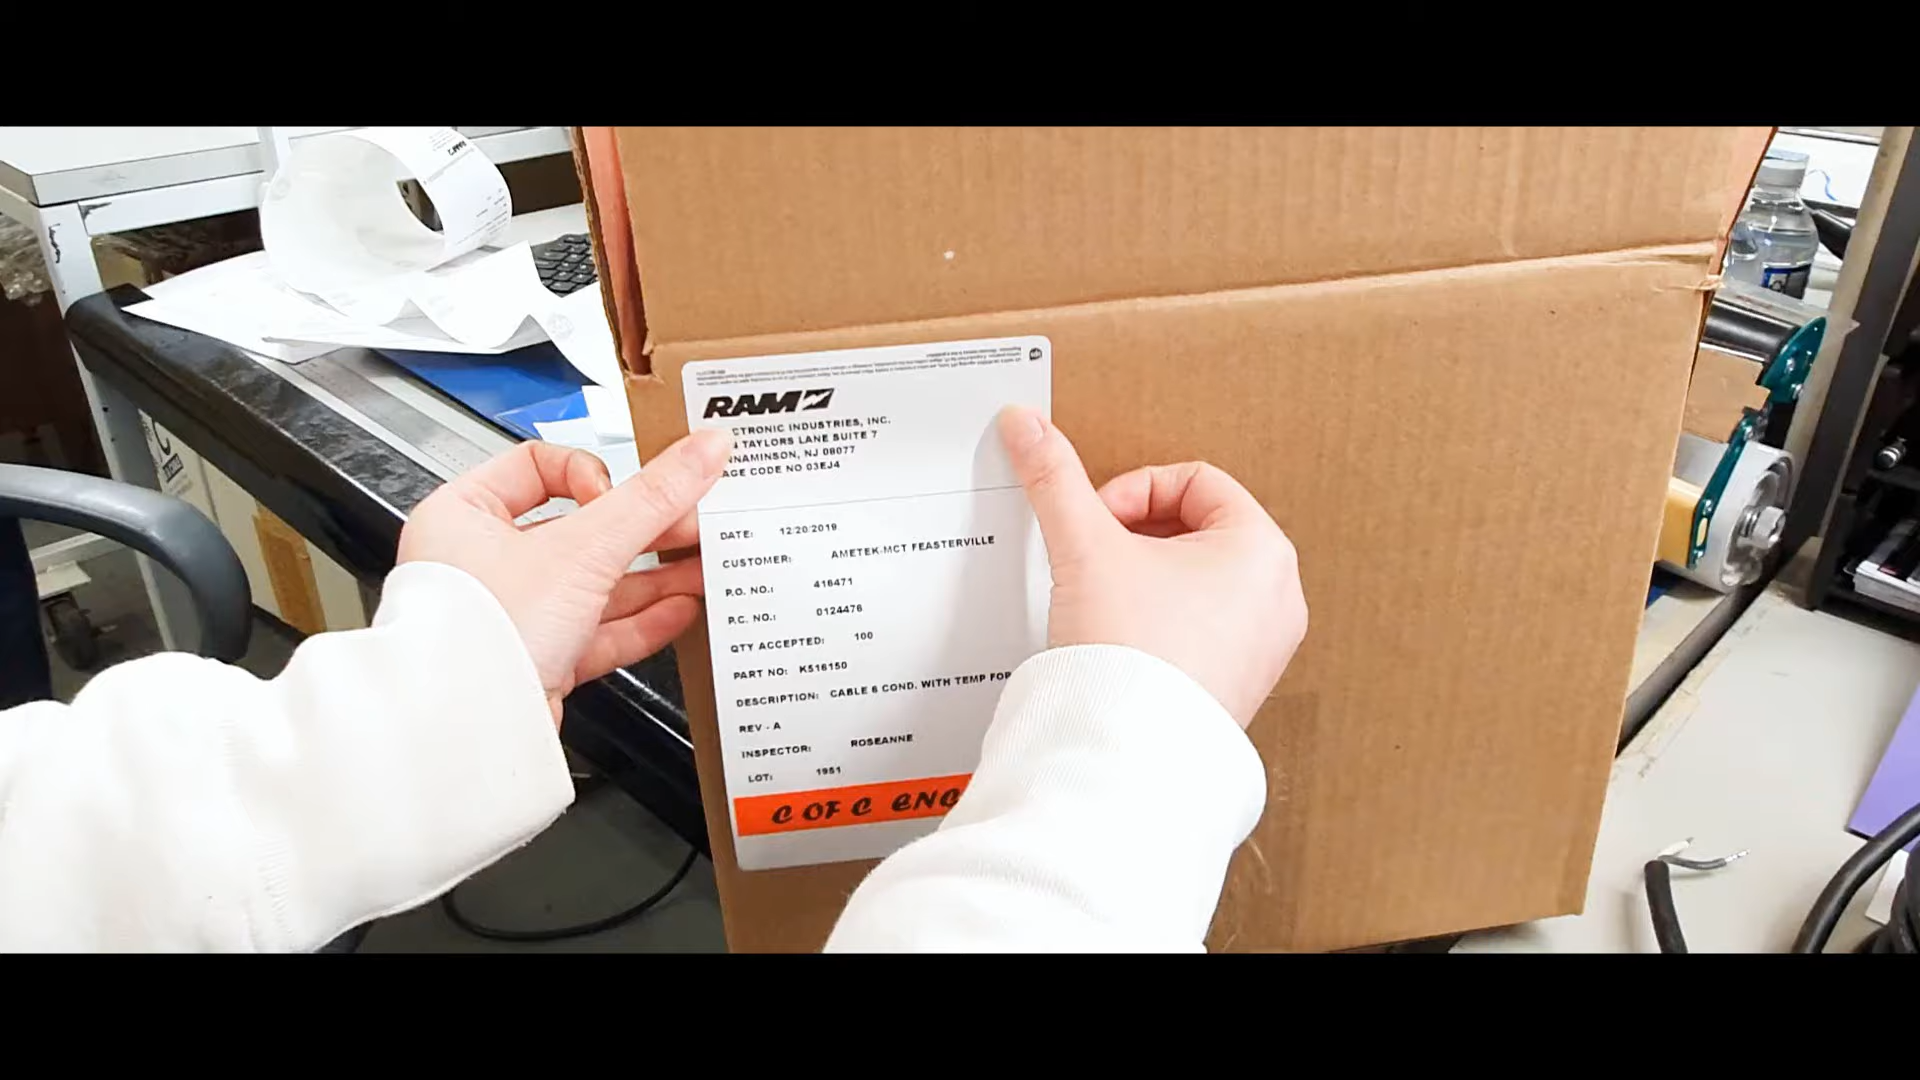 RAM
CTRONIC INDUSTRIES, INC.
TAYLORS LANE SUITE 7
NNAMINSON, NJ 08077
AGE CODE NO 03EJ4
DATE: 12/20/2019
CUSTOMER: AMETEK-MCT FEASTERVILLE
P.O. NO.: 416471
P.C. NO.: 0124476
QTY ACCEPTED: 100
PART NO: K516150
DESCRIPTION: CABLE 6 COND. WITH TEMP FOR
REV - A
INSPECTOR: ROSEANNE
LOT: 1951
C OF C ENC